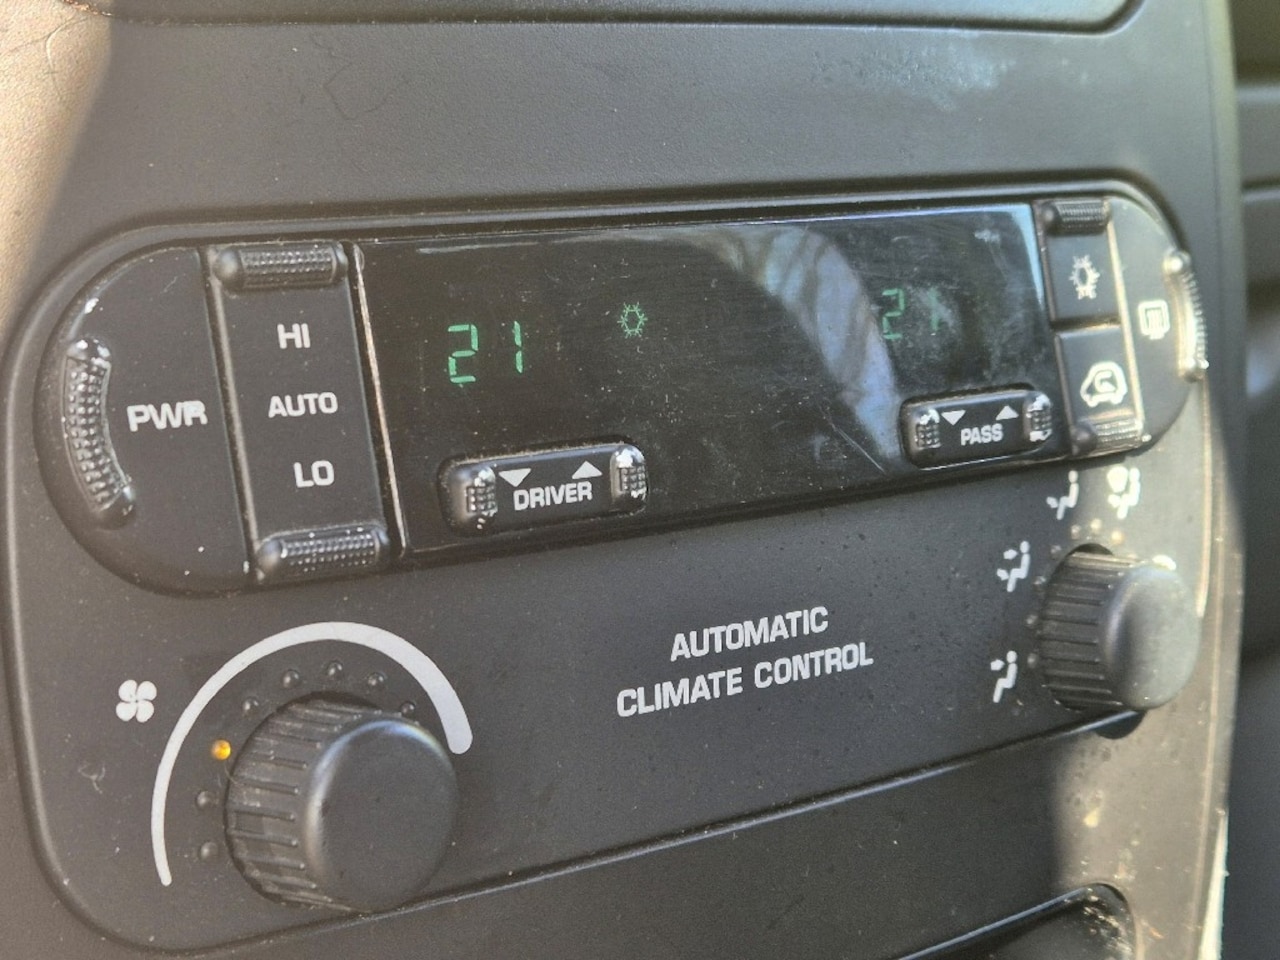 PWR
HI
AUTO
LO
21
21
DRIVER
PASS
AUTOMATIC
CLIMATE CONTROL